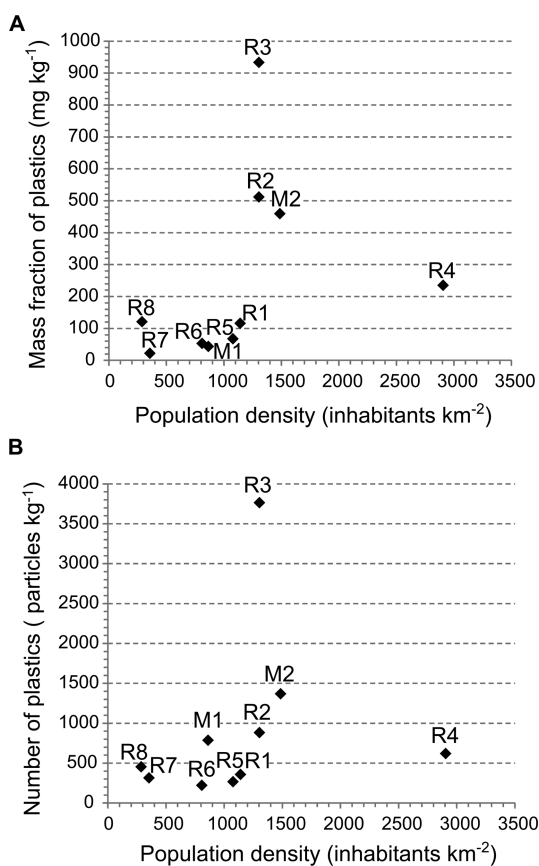 A
Mass fraction of plastics (mg kg-1)
1000
900
800
700
600
500
400
300
200
100
0
R3
R2
M2
R4
R8
R7
R6
R5
R1
M1
0 500 1000 1500 2000 2500 3000 3500
Population density (inhabitants km-2)
B
Number of plastics ( particles kg-1)
4000
3500
3000
2500
2000
1500
1000
500
0
R3
M2
M1
R2
R4
R8
R7
R6
R5
R1
0 500 1000 1500 2000 2500 3000 3500
Population density (inhabitants km-2)